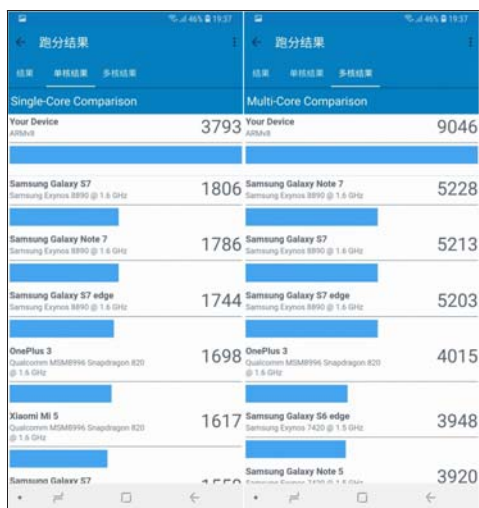 46% 19:37
跑分结果
结果 单核结果 多核结果
Single-Core Comparison
Your Device
ARMv8
3793
Samsung Galaxy S7
Samsung Exynos 8890 @ 1.6 GHz
1806
Samsung Galaxy Note 7
Samsung Exynos 8890 @ 1.6 GHz
1786
Samsung Galaxy S7 edge
Samsung Exynos 8890 @ 1.6 GHz
1744
OnePlus 3
Qualcomm MSM8996 Snapdragon 820
@ 1.6 GHz
1698
Xiaomi Mi 5
Qualcomm MSM8996 Snapdragon 820
@ 1.6 GHz
1617
Samsung Galaxy S7
46% 19:37
跑分结果
结果 单核结果 多核结果
Multi-Core Comparison
Your Device
ARMv8
9046
Samsung Galaxy Note 7
Samsung Exynos 8890 @ 1.6 GHz
5228
Samsung Galaxy S7
Samsung Exynos 8890 @ 1.6 GHz
5213
Samsung Galaxy S7 edge
Samsung Exynos 8890 @ 1.6 GHz
5203
OnePlus 3
Qualcomm MSM8996 Snapdragon 820
@ 1.6 GHz
4015
Samsung Galaxy S6 edge
Samsung Exynos 7420 @ 1.5 GHz
3948
Samsung Galaxy Note 5
Samsung Exynos 7420 @ 1.5 GHz
3920